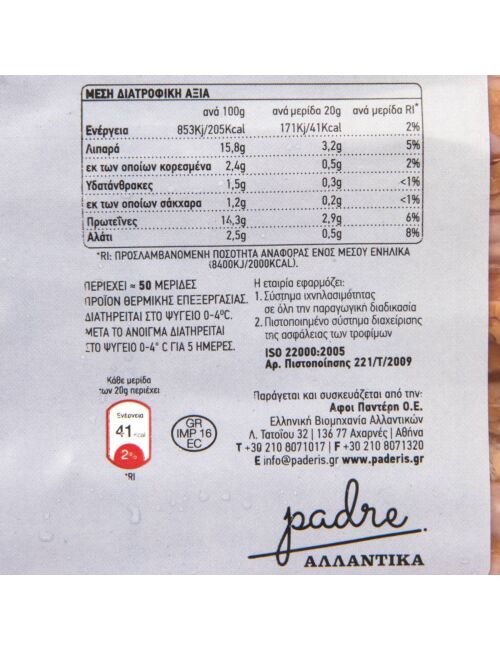 ΜΕΣΗ ΔΙΑΤΡΟΦΙΚΗ ΑΞΙΑ
ανά 100g ανά μερίδα 20g ανά μερίδα RI*
Ενέργεια 853Kj/205Kcal 171Kj/41Kcal 2%
Λιπαρά 15,8g 3,2g 5%
εκ των οποίων κορεσμένα 2,4g 0,5g 2%
Υδατάνθρακες 1,5g 0,3g <1%
εκ των οποίων σάκχαρα 1,2g 0,2g <1%
Πρωτεΐνες 14,3g 2,9g 6%
Αλάτι 2,5g 0,5g 8%
*RI: ΠΡΟΣΛΑΜΒΑΝΟΜΕΝΗ ΠΟΣΟΤΗΤΑ ΑΝΑΦΟΡΑΣ ΕΝΟΣ ΜΕΣΟΥ ΕΝΗΛΙΚΑ
(8400KJ/2000KCAL)
ΠΕΡΙΕΧΕΙ ≈ 50 ΜΕΡΙΔΕΣ
ΠΡΟΪΟΝ ΘΕΡΜΙΚΗΣ ΕΠΕΞΕΡΓΑΣΙΑΣ.
ΔΙΑΤΗΡΕΙΤΑΙ ΣΤΟ ΨΥΓΕΙΟ 0-4°C.
ΜΕΤΑ ΤΟ ΑΝΟΙΓΜΑ ΔΙΑΤΗΡΕΙΤΑΙ
ΣΤΟ ΨΥΓΕΙΟ 0-4° C ΓΙΑ 5 ΗΜΕΡΕΣ.
Η εταιρία εφαρμόζει:
1. Σύστημα ιχνηλασιμότητας
σε όλη την παραγωγική διαδικασία
2. Πιστοποιημένο σύστημα διαχείρισης
της ασφάλειας των τροφίμων
ISO 22000:2005
Αρ. Πιστοποίησης 221/Τ/2009
Κάθε μερίδα
των 20g περιέχει
Ενέργεια
41 Kcal
2%
*RI
GR
IMP 16
EC
Παράγεται και συσκευάζεται από την:
Αφοι Παντέρη Ο.Ε.
Ελληνική Βιομηχανία Αλλαντικών
Λ. Τατοΐου 32 | 136 77 Αχαρνές | Αθήνα
T +30 210 8071017 | F +30 210 8071320
E info@paderis.gr www.paderis.gr
padre
ΑΛΛΑΝΤΙΚΑ